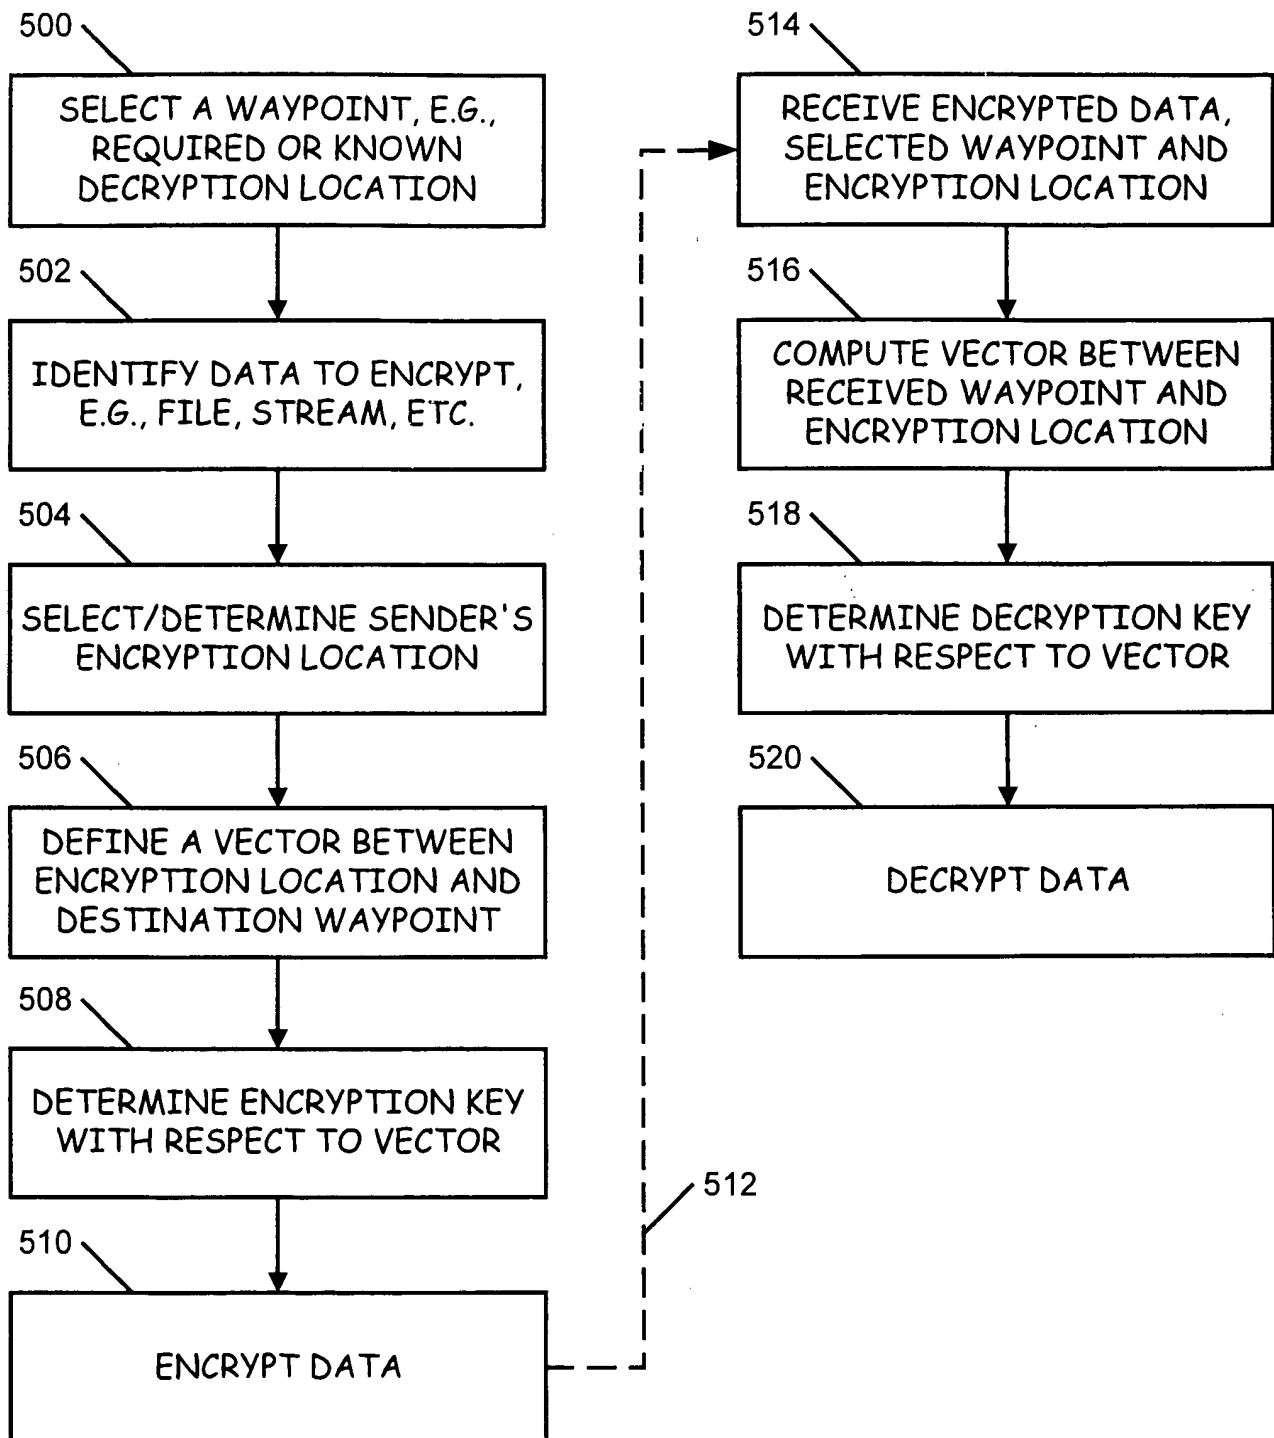 500
SELECT A WAYPOINT, E.G.,
REQUIRED OR KNOWN
DECRYPTION LOCATION
502
IDENTIFY DATA TO ENCRYPT,
E.G., FILE, STREAM, ETC.
504
SELECT/DETERMINE SENDER'S
ENCRYPTION LOCATION
506
DEFINE A VECTOR BETWEEN
ENCRYPTION LOCATION AND
DESTINATION WAYPOINT
508
DETERMINE ENCRYPTION KEY
WITH RESPECT TO VECTOR
510
ENCRYPT DATA
512
514
RECEIVE ENCRYPTED DATA,
SELECTED WAYPOINT AND
ENCRYPTION LOCATION
516
COMPUTE VECTOR BETWEEN
RECEIVED WAYPOINT AND
ENCRYPTION LOCATION
518
DETERMINE DECRYPTION KEY
WITH RESPECT TO VECTOR
520
DECRYPT DATA